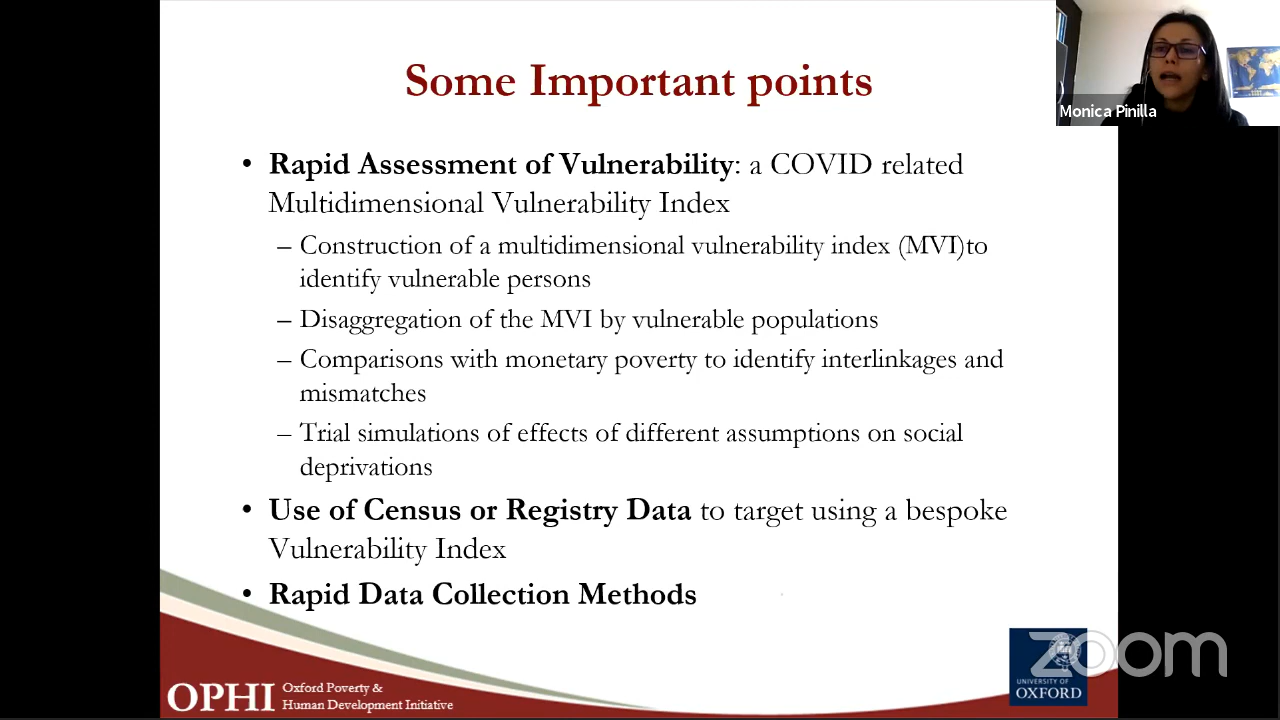 Some Important points
Monica Pinilla
• Rapid Assessment of Vulnerability: a COVID related
Multidimensional Vulnerability Index
– Construction of a multidimensional vulnerability index (MVI)to
identify vulnerable persons
– Disaggregation of the MVI by vulnerable populations
– Comparisons with monetary poverty to identify interlinkages and
mismatches
– Trial simulations of effects of different assumptions on social
deprivations
• Use of Census or Registry Data to target using a bespoke
Vulnerability Index
• Rapid Data Collection Methods
OPHI
Oxford Poverty &
Human Development Initiative
UNIVERSITY OF
OXFORD
zoom